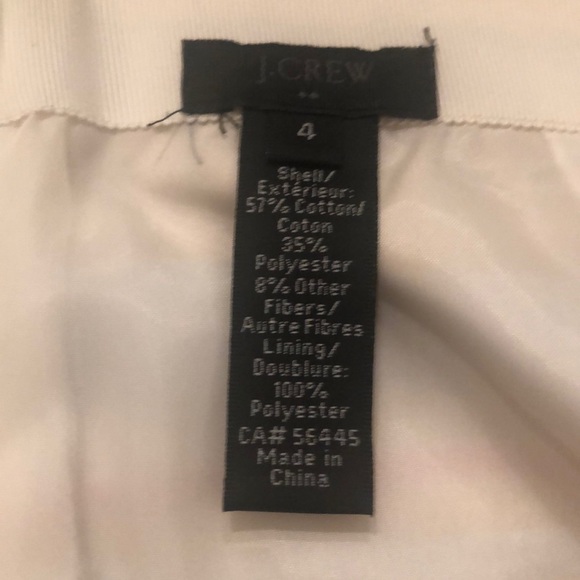 J.CREW
4
Shell/
Extérieur:
57% Cotton/
Coton
35%
Polyester
8% Other
Fibers/
Autre Fibres
Lining/
Doublure:
100%
Polyester
CA# 56445
Made in
China